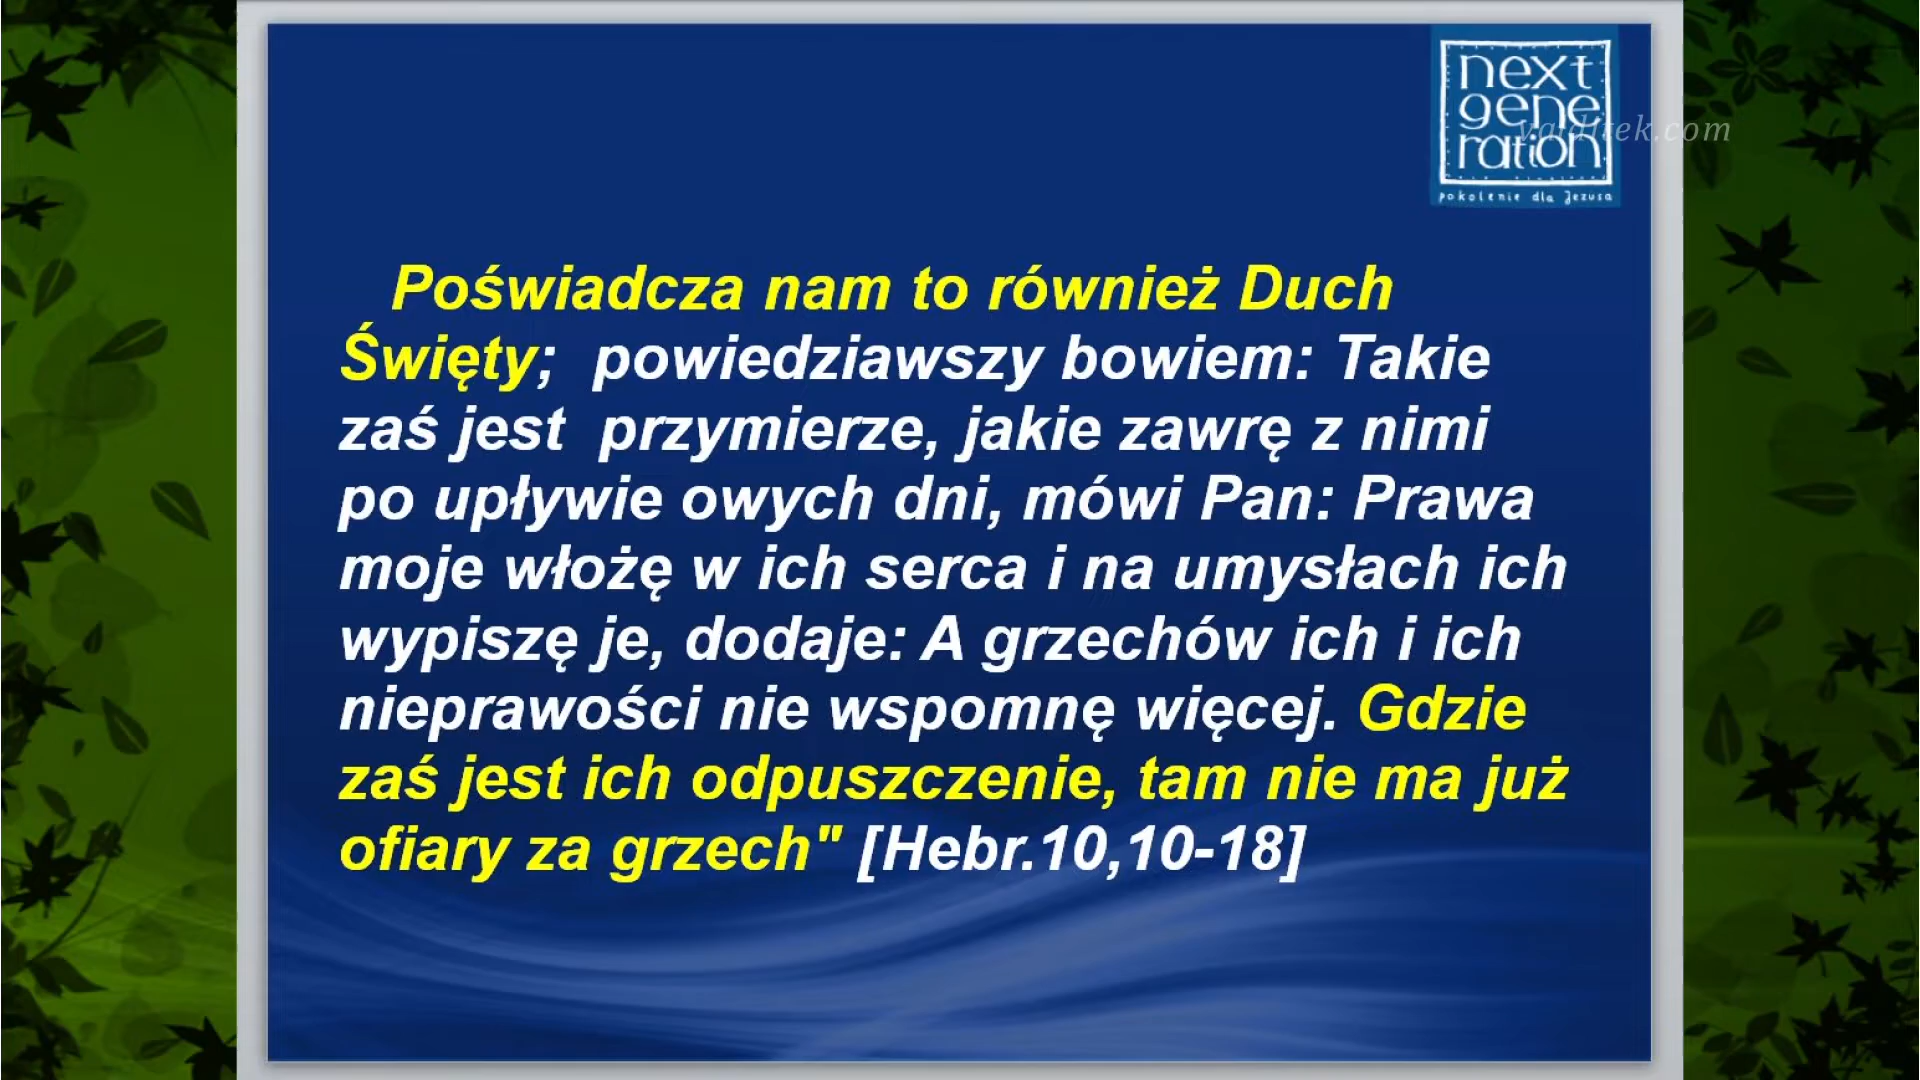 next
gene
ration
pokolenie dla Jezusa
vaiditek.com
Poświadcza nam to również Duch
Święty;  powiedziawszy bowiem: Takie
zaś jest  przymierze, jakie zawrę z nimi
po upływie owych dni, mówi Pan: Prawa
moje włożę w ich serca i na umysłach ich
wypiszę je, dodaje: A grzechów ich i ich
nieprawości nie wspomnę więcej. Gdzie
zaś jest ich odpuszczenie, tam nie ma już
ofiary za grzech" [Hebr.10,10-18]